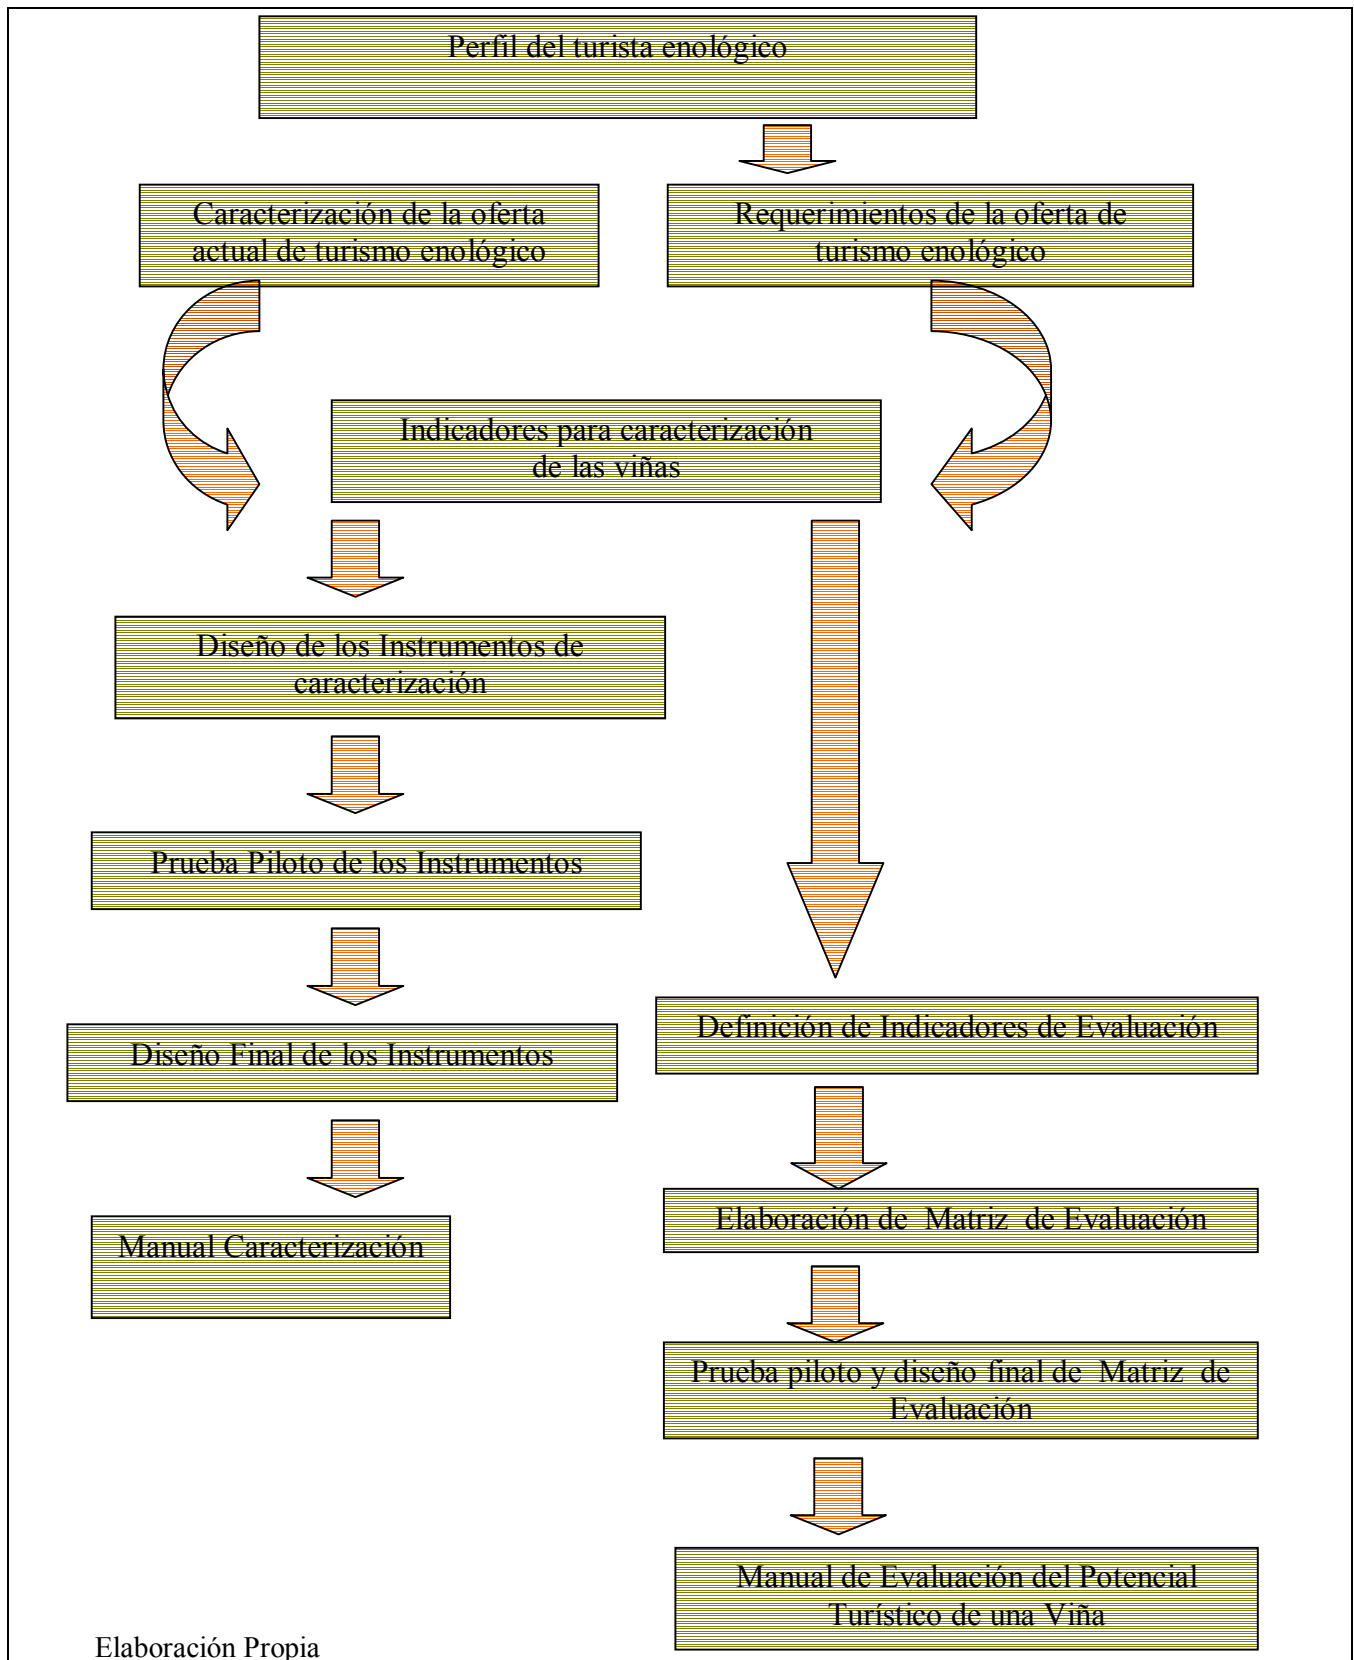 Perfil del turista enológico
Caracterización de la oferta
actual de turismo enológico
Requerimientos de la oferta de
turismo enológico
Indicadores para caracterización
de las viñas
Diseño de los Instrumentos de
caracterización
Prueba Piloto de los Instrumentos
Diseño Final de los Instrumentos
Manual Caracterización
Definición de Indicadores de Evaluación
Elaboración de Matriz de Evaluación
Prueba piloto y diseño final de Matriz de
Evaluación
Manual de Evaluación del Potencial
Turístico de una Viña
Elaboración Propia